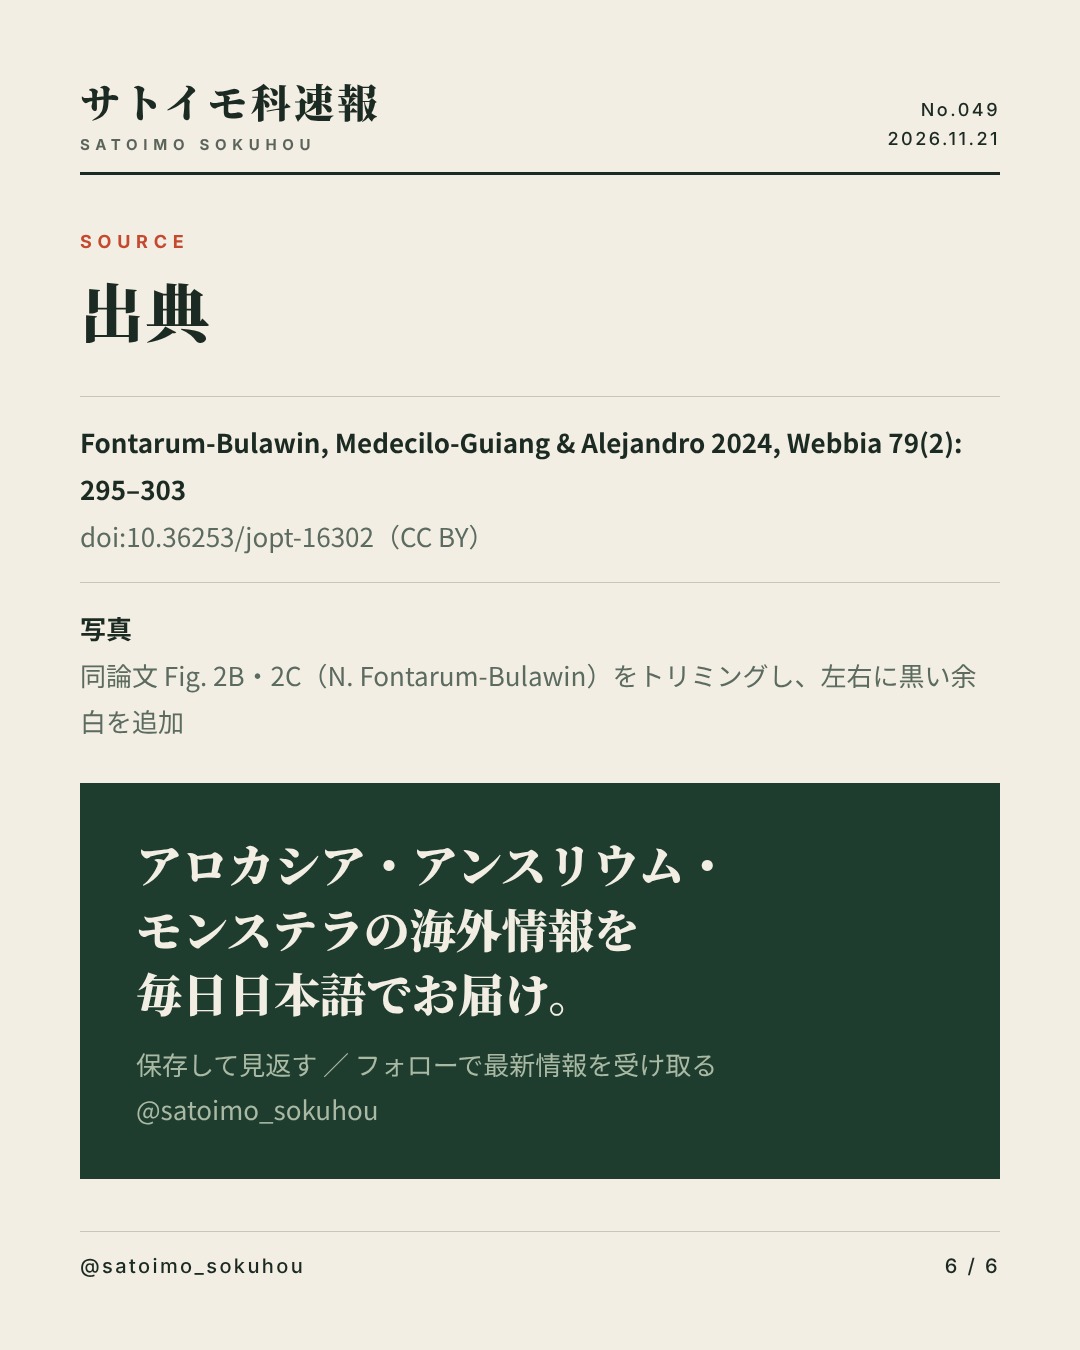 サトイモ科速報
SATOIMO SOKUHOU
No.049
2026.11.21
SOURCE
出典
Fontarum-Bulawin, Medecilo-Guiang & Alejandro 2024, Webbia 79(2):
295–303
doi:10.36253/jopt-16302（CC BY）
写真
同論文 Fig. 2B・2C（N. Fontarum-Bulawin）をトリミングし、左右に黒い余
白を追加
アロカシア・アンスリウム・
モンステラの海外情報を
毎日日本語でお届け。
保存して見返す ／ フォローで最新情報を受け取る
@satoimo_sokuhou
@satoimo_sokuhou
6 / 6